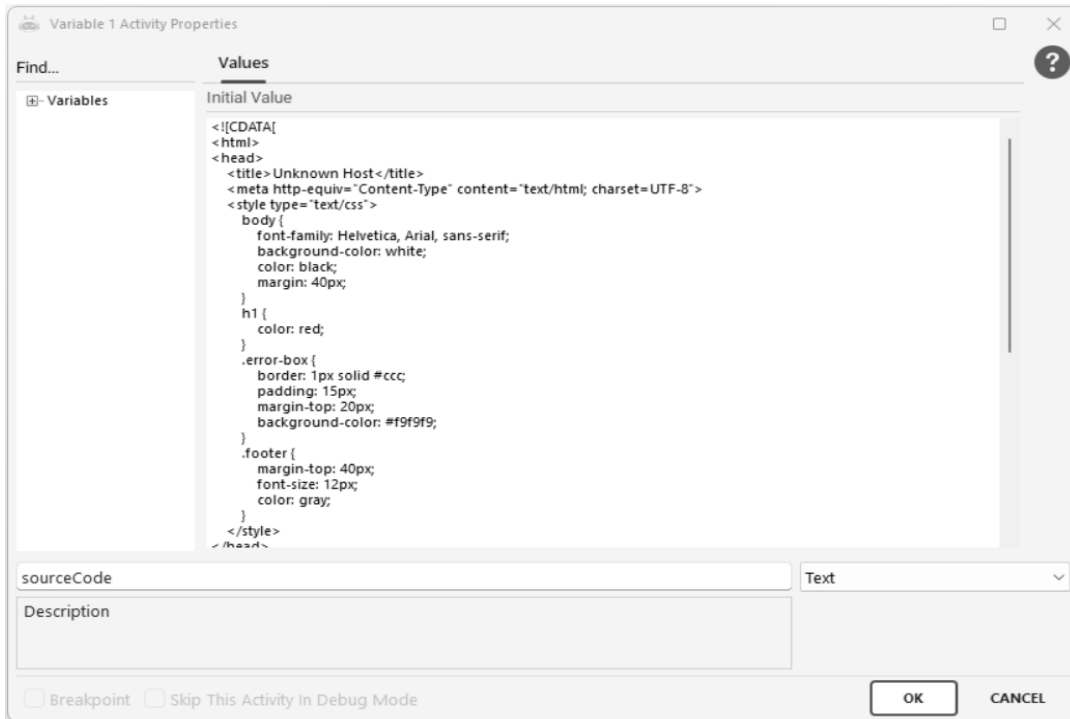 Variable 1 Activity Properties
Find...
Values
?
Variables
Initial Value
<![CDATA[
<html>
<head>
<title>Unknown Host</title>
<meta http-equiv="Content-Type" content="text/html; charset=UTF-8">
<style type="text/css">
body {
font-family: Helvetica, Arial, sans-serif;
background-color: white;
color: black;
margin: 40px;
}
h1 {
color: red;
}
.error-box {
border: 1px solid #ccc;
padding: 15px;
margin-top: 20px;
background-color: #f9f9f9;
}
.footer {
margin-top: 40px;
font-size: 12px;
color: gray;
}
</style>
</head>
sourceCode
Text
Description
Breakpoint
Skip This Activity In Debug Mode
OK
CANCEL